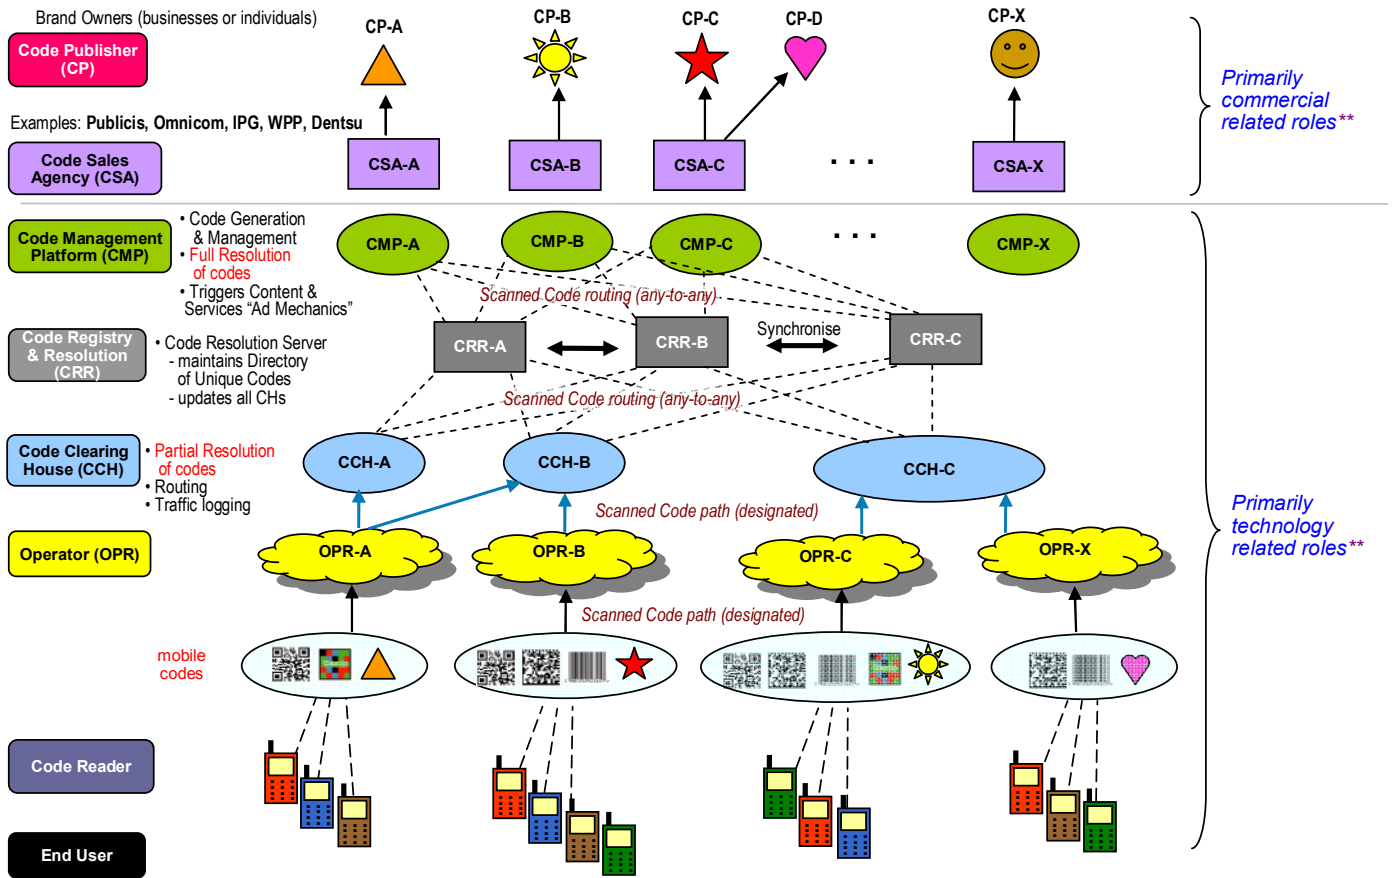 Brand Owners (businesses or individuals)
CP-A
CP-B
CP-C
CP-D
CP-X
Code Publisher
(CP)
Primarily
commercial
related roles**
Examples: Publicis, Omnicom, IPG, WPP, Dentsu
Code Sales
Agency (CSA)
CSA-A
CSA-B
CSA-C
. . .
CSA-X
Code Management
Platform (CMP)
• Code Generation
& Management
• Full Resolution
of codes
• Triggers Content &
Services “Ad Mechanics”
CMP-A
CMP-B
CMP-C
. . .
CMP-X
Scanned Code routing (any-to-any)
Code Registry
& Resolution
(CRR)
• Code Resolution Server
- maintains Directory
of Unique Codes
- updates all CHs
CRR-A
CRR-B
Synchronise
CRR-C
Scanned Code routing (any-to-any)
Code Clearing
House (CCH)
• Partial Resolution
of codes
• Routing
• Traffic logging
CCH-A
CCH-B
CCH-C
Scanned Code path (designated)
Primarily
technology
related roles**
Operator (OPR)
OPR-A
OPR-B
OPR-C
OPR-X
Scanned Code path (designated)
mobile
codes
Code Reader
End User